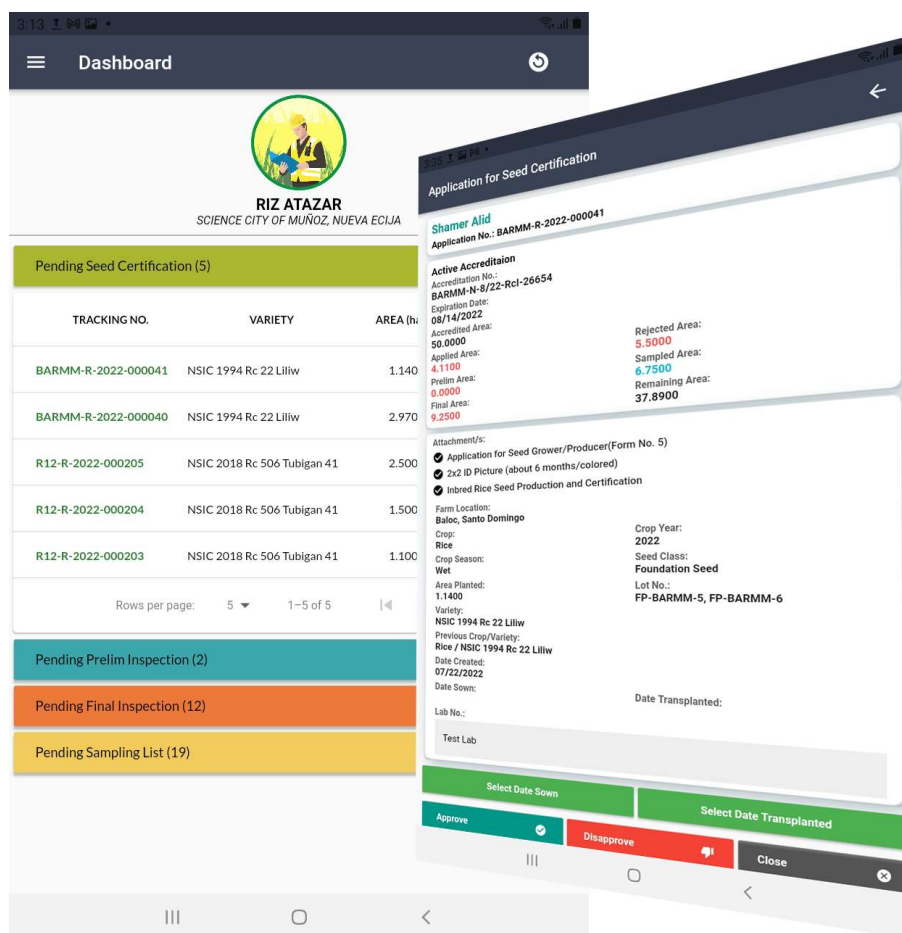 3:13
Dashboard
RIZ ATAZAR
SCIENCE CITY OF MUÑOZ, NUEVA ECIJA
Pending Seed Certification (5)
TRACKING NO. VARIETY AREA (ha
BARMM-R-2022-000041 NSIC 1994 Rc 22 Liliw 1.140
BARMM-R-2022-000040 NSIC 1994 Rc 22 Liliw 2.970
R12-R-2022-000205 NSIC 2018 Rc 506 Tubigan 41 2.500
R12-R-2022-000204 NSIC 2018 Rc 506 Tubigan 41 1.500
R12-R-2022-000203 NSIC 2018 Rc 506 Tubigan 41 1.100
Rows per page: 5 1–5 of 5
Pending Prelim Inspection (2)
Pending Final Inspection (12)
Pending Sampling List (19)
3:35
Application for Seed Certification
Shamer Alid
Application No.: BARMM-R-2022-000041
Active Accreditaion
Accreditation No.:
BARMM-N-8/22-Rcl-26654
Expiration Date:
08/14/2022
Accredited Area:
50.0000
Applied Area:
4.1100
Prelim Area:
0.0000
Final Area:
9.2500
Rejected Area:
5.5000
Sampled Area:
6.7500
Remaining Area:
37.8900
Attachment/s:
Application for Seed Grower/Producer(Form No. 5)
2x2 ID Picture (about 6 months/colored)
Inbred Rice Seed Production and Certification
Farm Location:
Baloc, Santo Domingo
Crop:
Rice
Crop Season:
Wet
Area Planted:
1.1400
Variety:
NSIC 1994 Rc 22 Liliw
Previous Crop/Variety:
Rice / NSIC 1994 Rc 22 Liliw
Date Created:
07/22/2022
Date Sown:
Crop Year:
2022
Seed Class:
Foundation Seed
Lot No.:
FP-BARMM-5, FP-BARMM-6
Date Transplanted:
Lab No.:
Test Lab
Select Date Sown
Select Date Transplanted
Approve
Disapprove
Close